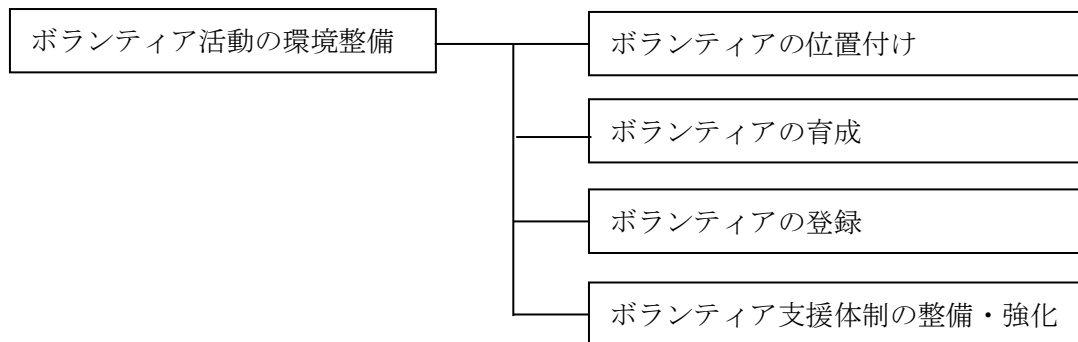 ボランティア活動の環境整備
ボランティアの位置付け
ボランティアの育成
ボランティアの登録
ボランティア支援体制の整備・強化